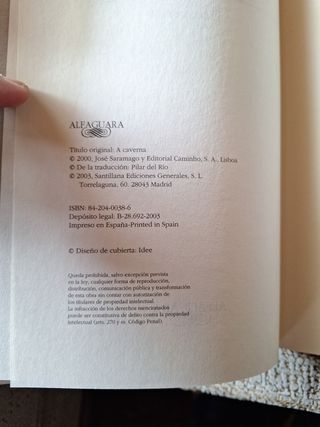 ALFAGUARA
Título original: A caverna
© 2000, José Saramago y Editorial Caminho, S. A., Lisboa
© De la traducción: Pilar del Río
© 2003, Santillana Ediciones Generales, S. L.
Torrelaguna, 60. 28043 Madrid
ISBN: 84-204-0038-6
Depósito legal: B-28.692-2003
Impreso en España-Printed in Spain
© Diseño de cubierta: Idee
Queda prohibida, salvo excepción prevista
en la ley, cualquier forma de reproducción,
distribución, comunicación pública y transformación
de esta obra sin contar con autorización de
los titulares de propiedad intelectual.
La infracción de los derechos mencionados
puede ser constitutiva de delito contra la propiedad
intelectual (arts. 270 y ss. Código Penal).